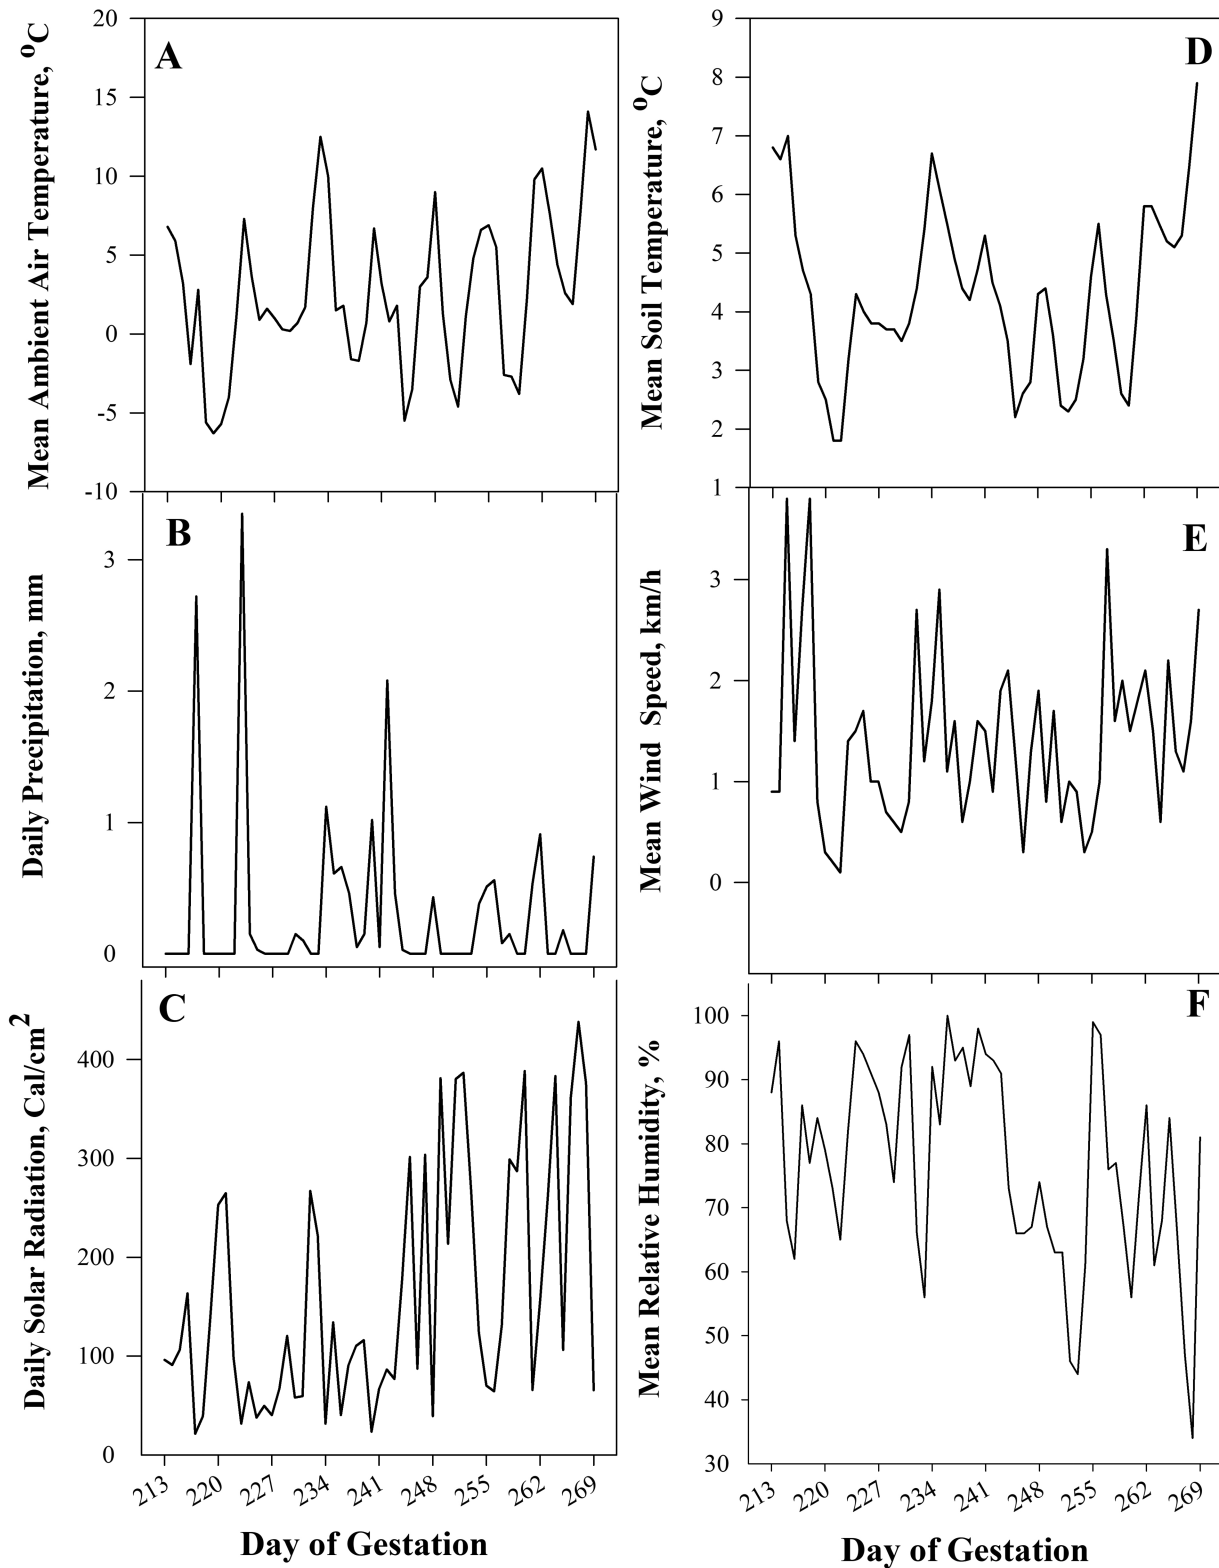 Mean Ambient Air Temperature, °C
A
20
15
10
5
0
-5
-10
Daily Precipitation, mm
B
3
2
1
0
Daily Solar Radiation, Cal/cm²
C
400
300
200
100
0
213 220 227 234 241 248 255 262 269
Day of Gestation
Mean Soil Temperature, °C
D
9
8
7
6
5
4
3
2
1
Mean Wind Speed, km/h
E
3
2
1
0
Mean Relative Humidity, %
F
100
90
80
70
60
50
40
30
213 220 227 234 241 248 255 262 269
Day of Gestation